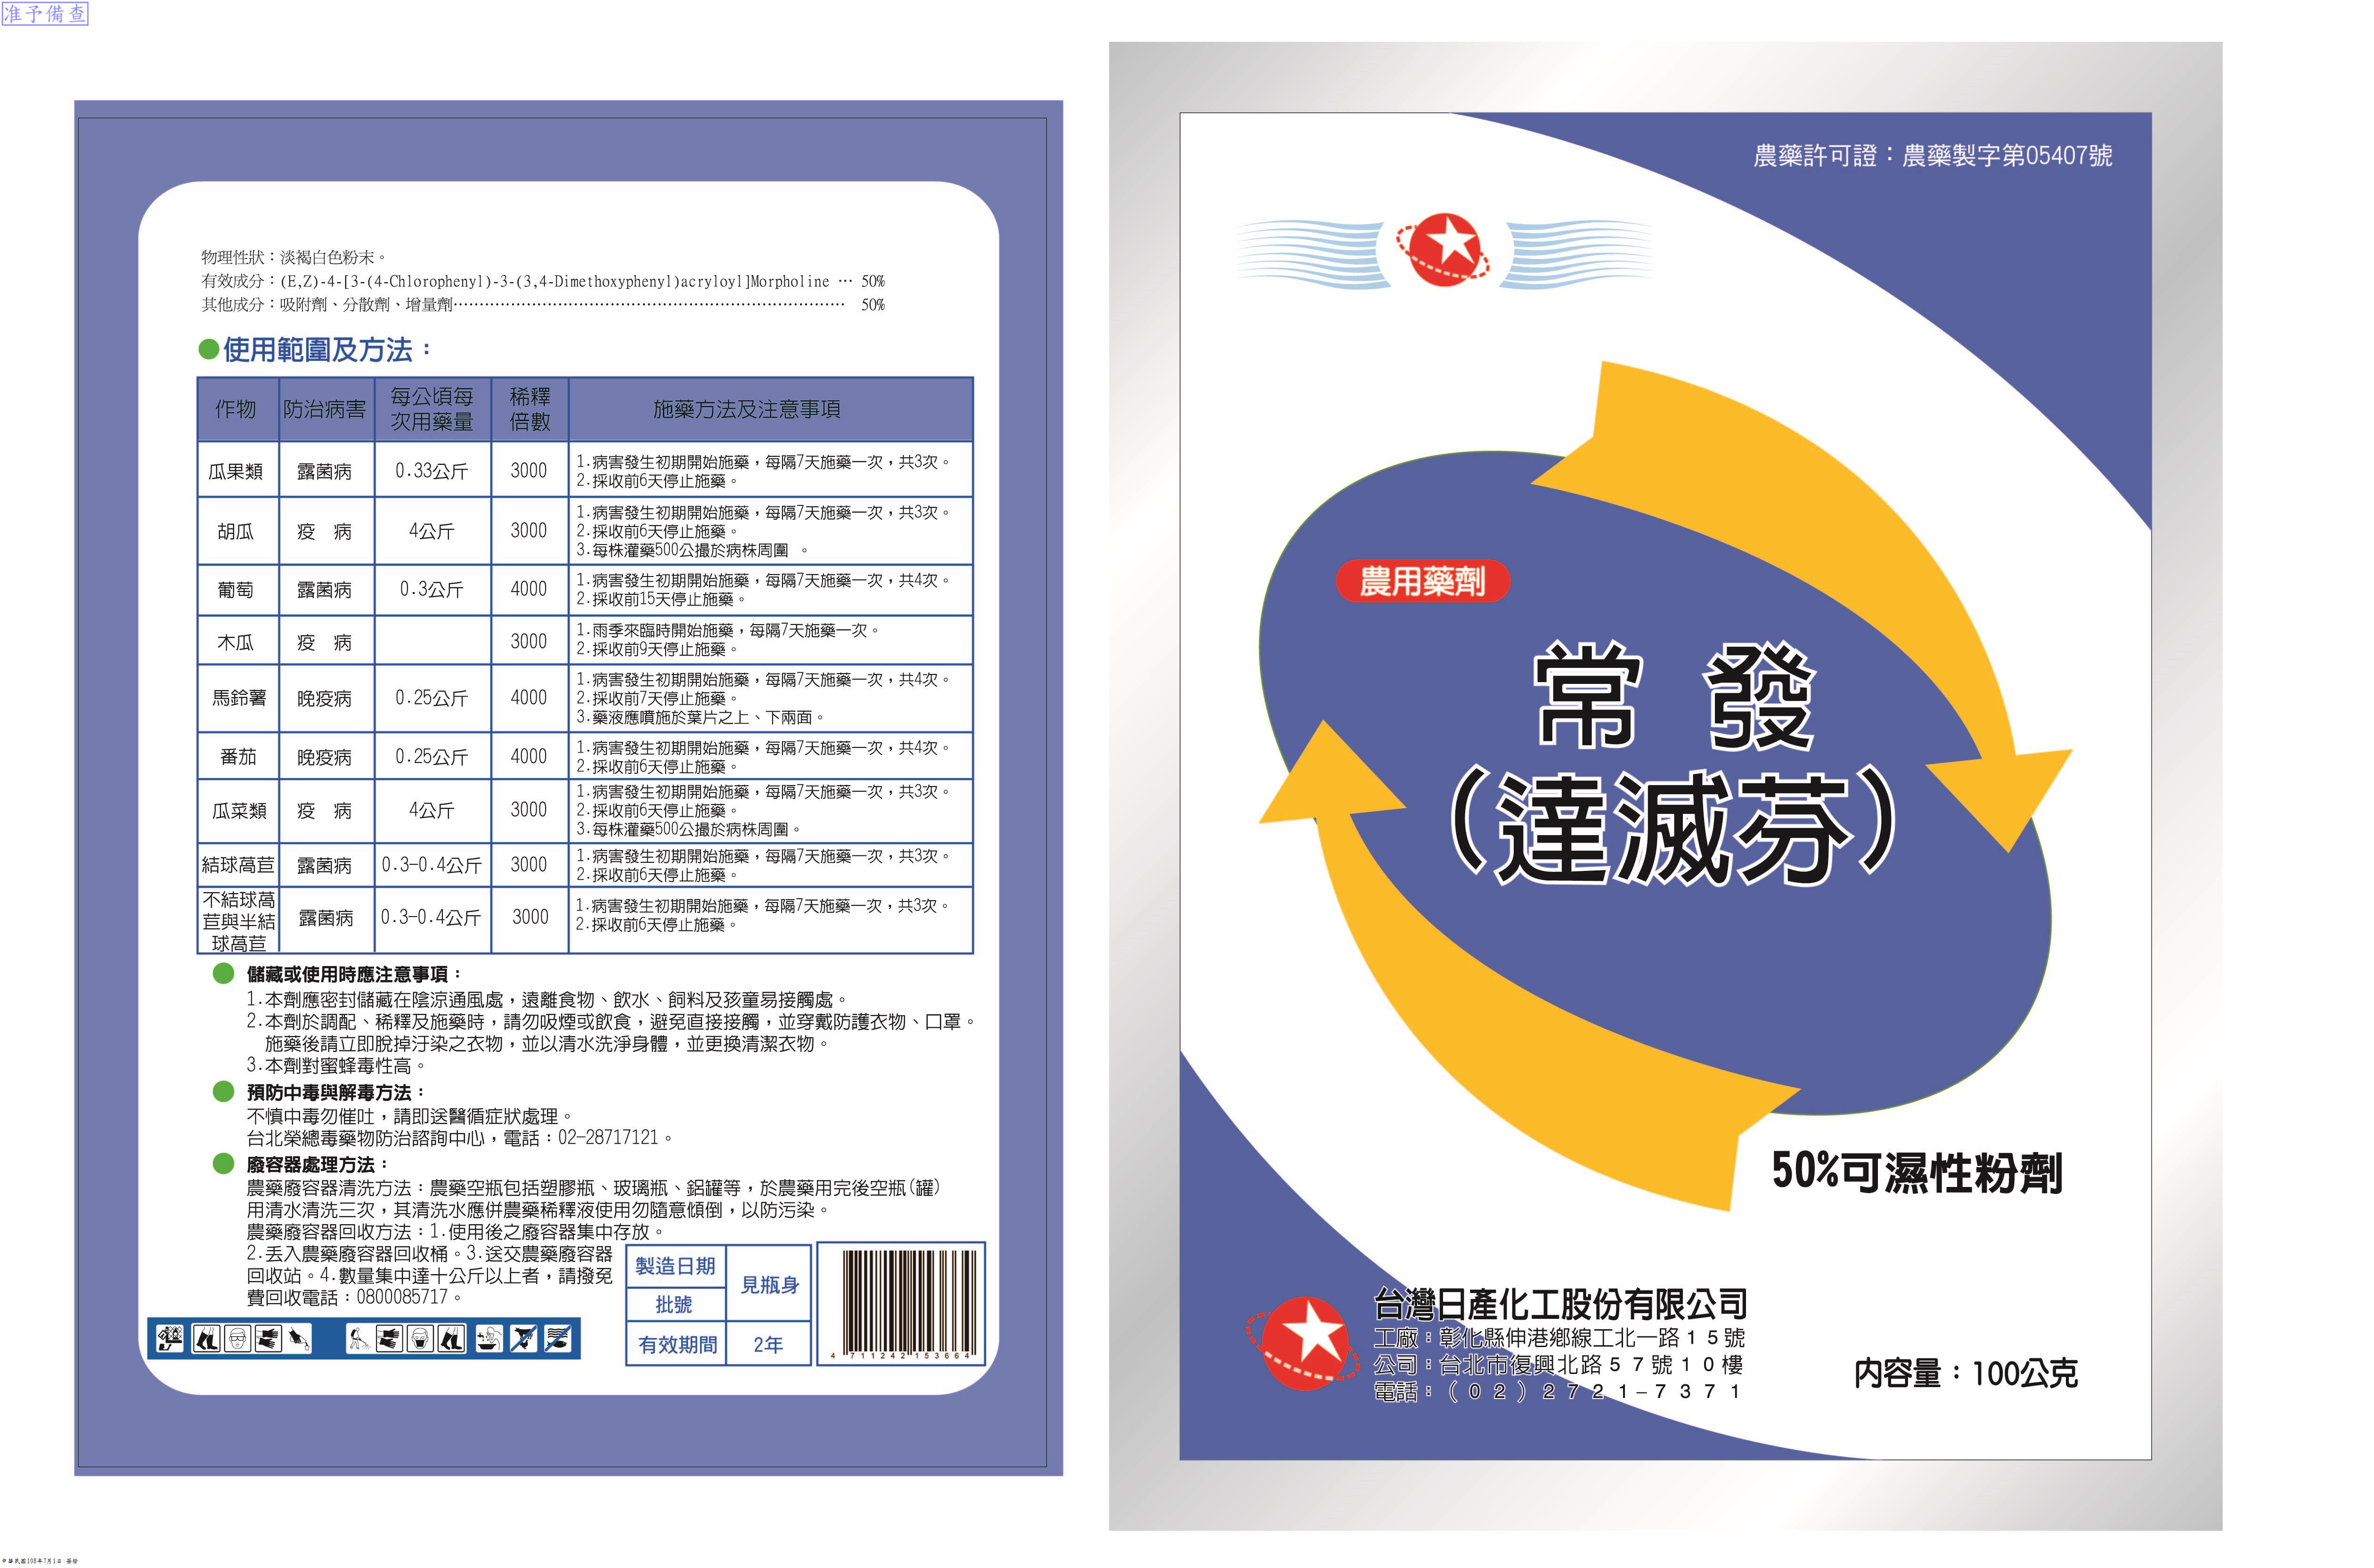 准予備查
物理性狀：淡褐白色粉末。
有效成分：(E,Z)-4-[3-(4-Chlorophenyl)-3-(3,4-Dimethoxyphenyl)acryloyl]Morpholine … 50%
其他成分：吸附劑、分散劑、增量劑…………………………………………………………………… 50%
●使用範圍及方法：
作物 防治病害 每公頃每次用藥量 稀釋倍數 施藥方法及注意事項
瓜果類 露菌病 0.33公斤 3000 1.病害發生初期開始施藥，每隔7天施藥一次，共3次。
2.採收前6天停止施藥。
胡瓜 疫 病 4公斤 3000 1.病害發生初期開始施藥，每隔7天施藥一次，共3次。
2.採收前6天停止施藥。
3.每株灌藥500公撮於病株周圍 。
葡萄 露菌病 0.3公斤 4000 1.病害發生初期開始施藥，每隔7天施藥一次，共4次。
2.採收前15天停止施藥。
木瓜 疫 病 3000 1.雨季來臨時開始施藥，每隔7天施藥一次。
2.採收前9天停止施藥。
馬鈴薯 晚疫病 0.25公斤 4000 1.病害發生初期開始施藥，每隔7天施藥一次，共4次。
2.採收前7天停止施藥。
3.藥液應噴施於葉片之上、下兩面。
番茄 晚疫病 0.25公斤 4000 1.病害發生初期開始施藥，每隔7天施藥一次，共4次。
2.採收前6天停止施藥。
瓜菜類 疫 病 4公斤 3000 1.病害發生初期開始施藥，每隔7天施藥一次，共3次。
2.採收前6天停止施藥。
3.每株灌藥500公撮於病株周圍。
結球萵苣 露菌病 0.3-0.4公斤 3000 1.病害發生初期開始施藥，每隔7天施藥一次，共3次。
2.採收前6天停止施藥。
不結球萵苣與半結球萵苣 露菌病 0.3-0.4公斤 3000 1.病害發生初期開始施藥，每隔7天施藥一次，共3次。
2.採收前6天停止施藥。
● 儲藏或使用時應注意事項：
1.本劑應密封儲藏在陰涼通風處，遠離食物、飲水、飼料及孩童易接觸處。
2.本劑於調配、稀釋及施藥時，請勿吸煙或飲食，避免直接接觸，並穿戴防護衣物、口罩。
施藥後請立即脫掉汙染之衣物，並以清水洗淨身體，並更換清潔衣物。
3.本劑對蜜蜂毒性高。
● 預防中毒與解毒方法：
不慎中毒勿催吐，請即送醫循症狀處理。
台北榮總毒藥物防治諮詢中心，電話：02-28717121。
● 廢容器處理方法：
農藥廢容器清洗方法：農藥空瓶包括塑膠瓶、玻璃瓶、鋁罐等，於農藥用完後空瓶(罐)
用清水清洗三次，其清洗水應併農藥稀釋液使用勿隨意傾倒，以防污染。
農藥廢容器回收方法：1.使用後之廢容器集中存放。
2.丟入農藥廢容器回收桶。3.送交農藥廢容器
回收站。4.數量集中達十公斤以上者，請撥免
費回收電話：0800085717。
製造日期 見瓶身
批號
有效期間 2年
4 711242 153664
中華民國108年7月1日 簽發
農藥許可證：農藥製字第05407號
農用藥劑
常 發
(達滅芬)
50%可濕性粉劑
台灣日產化工股份有限公司
工廠：彰化縣伸港鄉線工北一路１５號
公司：台北市復興北路５７號１０樓
電話：（０２）２７２１－７３７１
內容量：100公克